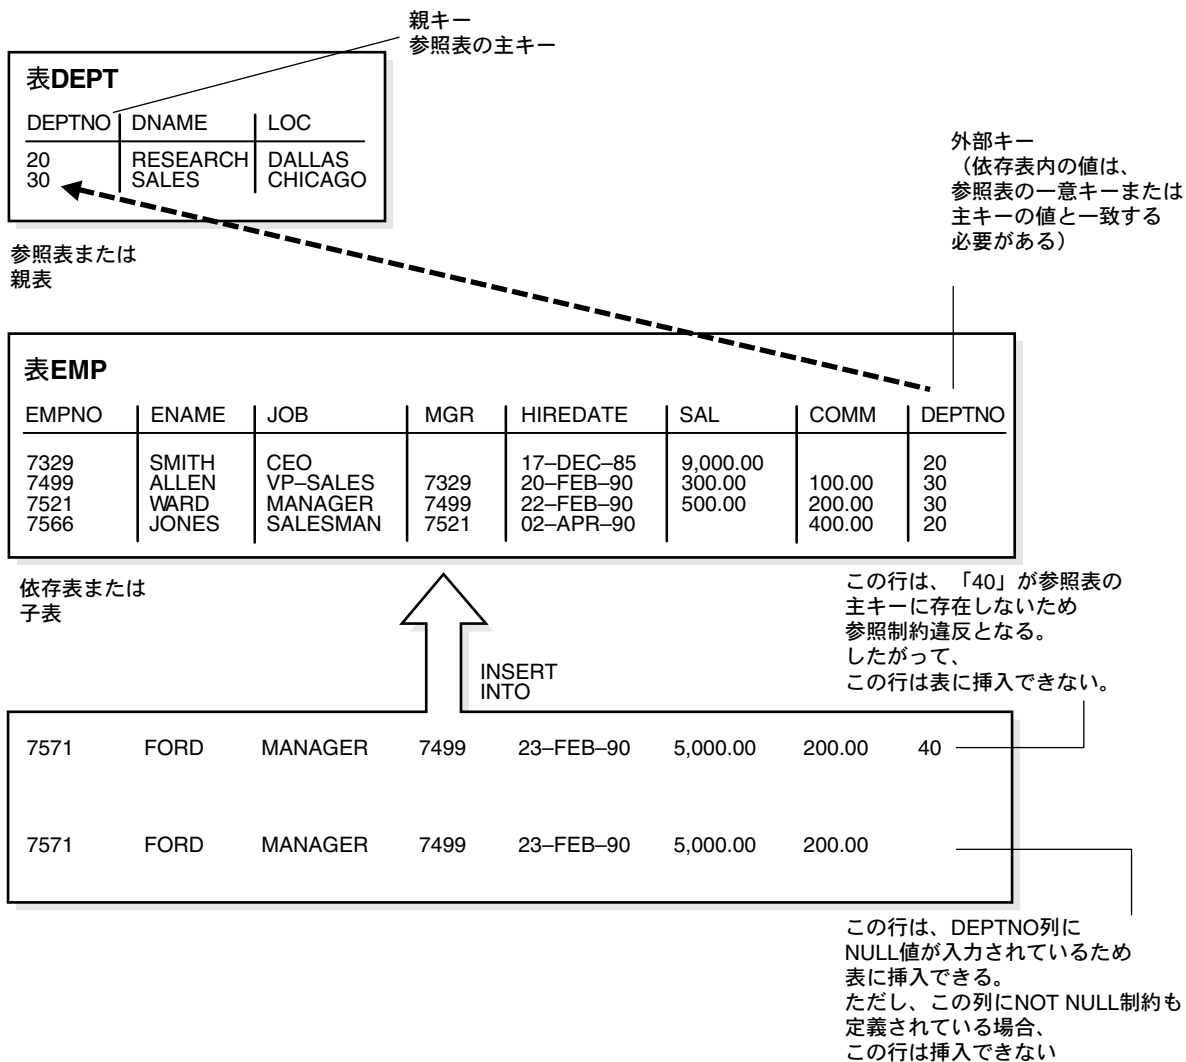 親キー
参照表の主キー
表DEPT
DEPTNO DNAME LOC
20 RESEARCH DALLAS
30 SALES CHICAGO
外部キー
（依存表内の値は、
参照表の一意キーまたは
主キーの値と一致する
必要がある）
参照表または
親表
表EMP
EMPNO ENAME JOB MGR HIREDATE SAL COMM DEPTNO
7329 SMITH CEO 17–DEC–85 9,000.00 20
7499 ALLEN VP–SALES 7329 20–FEB–90 300.00 100.00 30
7521 WARD MANAGER 7499 22–FEB–90 500.00 200.00 30
7566 JONES SALESMAN 7521 02–APR–90 400.00 20
依存表または
子表
この行は、「40」が参照表の
主キーに存在しないため
参照制約違反となる。
したがって、
この行は表に挿入できない。
INSERT
INTO
7571 FORD MANAGER 7499 23–FEB–90 5,000.00 200.00 40
7571 FORD MANAGER 7499 23–FEB–90 5,000.00 200.00
この行は、DEPTNO列に
NULL値が入力されているため
表に挿入できる。
ただし、この列にNOT NULL制約も
定義されている場合、
この行は挿入できない